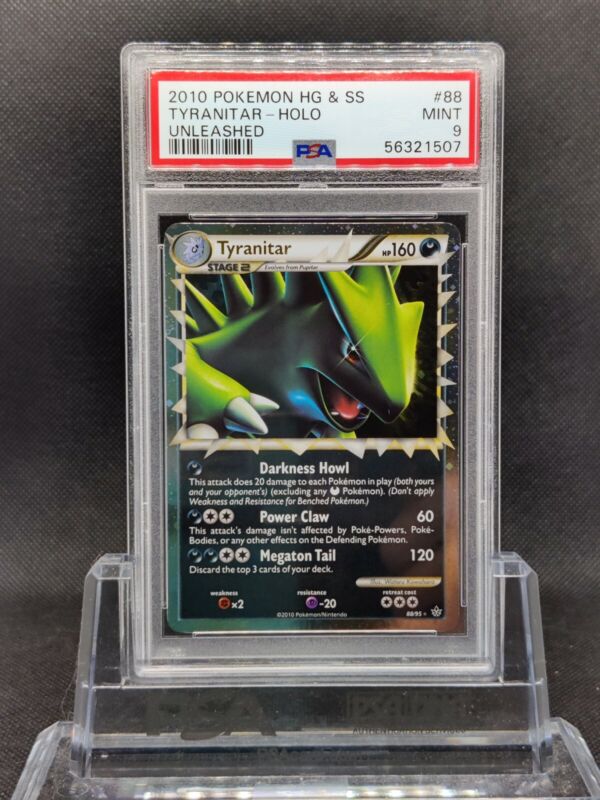 2010 POKEMON HG & SS #88
TYRANITAR - HOLO MINT
UNLEASHED 9
PSA 56321507
Tyranitar HP160
STAGE 2 Evolves from Pupitar
Darkness Howl
This attack does 20 damage to each Pokémon in play (both yours
and your opponent's) (excluding any Pokémon). (Don't apply
Weakness and Resistance for Benched Pokémon.)
Power Claw 60
This attack's damage isn't affected by Poké-Powers, Poké-
Bodies, or any other effects on the Defending Pokémon.
Megaton Tail 120
Discard the top 3 cards of your deck.
Illus. Wataru Kawahara
weakness resistance retreat cost
×2 -20
©2010 Pokémon/Nintendo 88/95
PSA